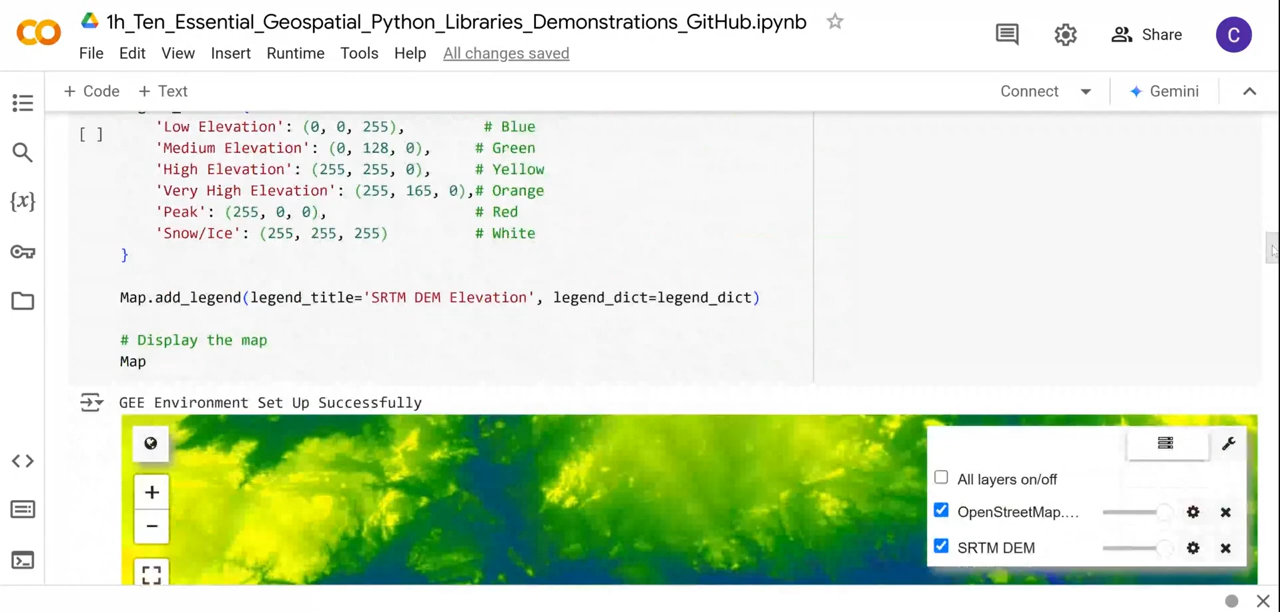 1h_Ten_Essential_Geospatial_Python_Libraries_Demonstrations_GitHub.ipynb
File Edit View Insert Runtime Tools Help All changes saved
Share
C
+ Code + Text
Connect
Gemini
[ ]
'Low Elevation': (0, 0, 255), # Blue
'Medium Elevation': (0, 128, 0), # Green
'High Elevation': (255, 255, 0), # Yellow
'Very High Elevation': (255, 165, 0),# Orange
'Peak': (255, 0, 0), # Red
'Snow/Ice': (255, 255, 255) # White
}
Map.add_legend(legend_title='SRTM DEM Elevation', legend_dict=legend_dict)
# Display the map
Map
GEE Environment Set Up Successfully
+
−
All layers on/off
OpenStreetMap....
SRTM DEM